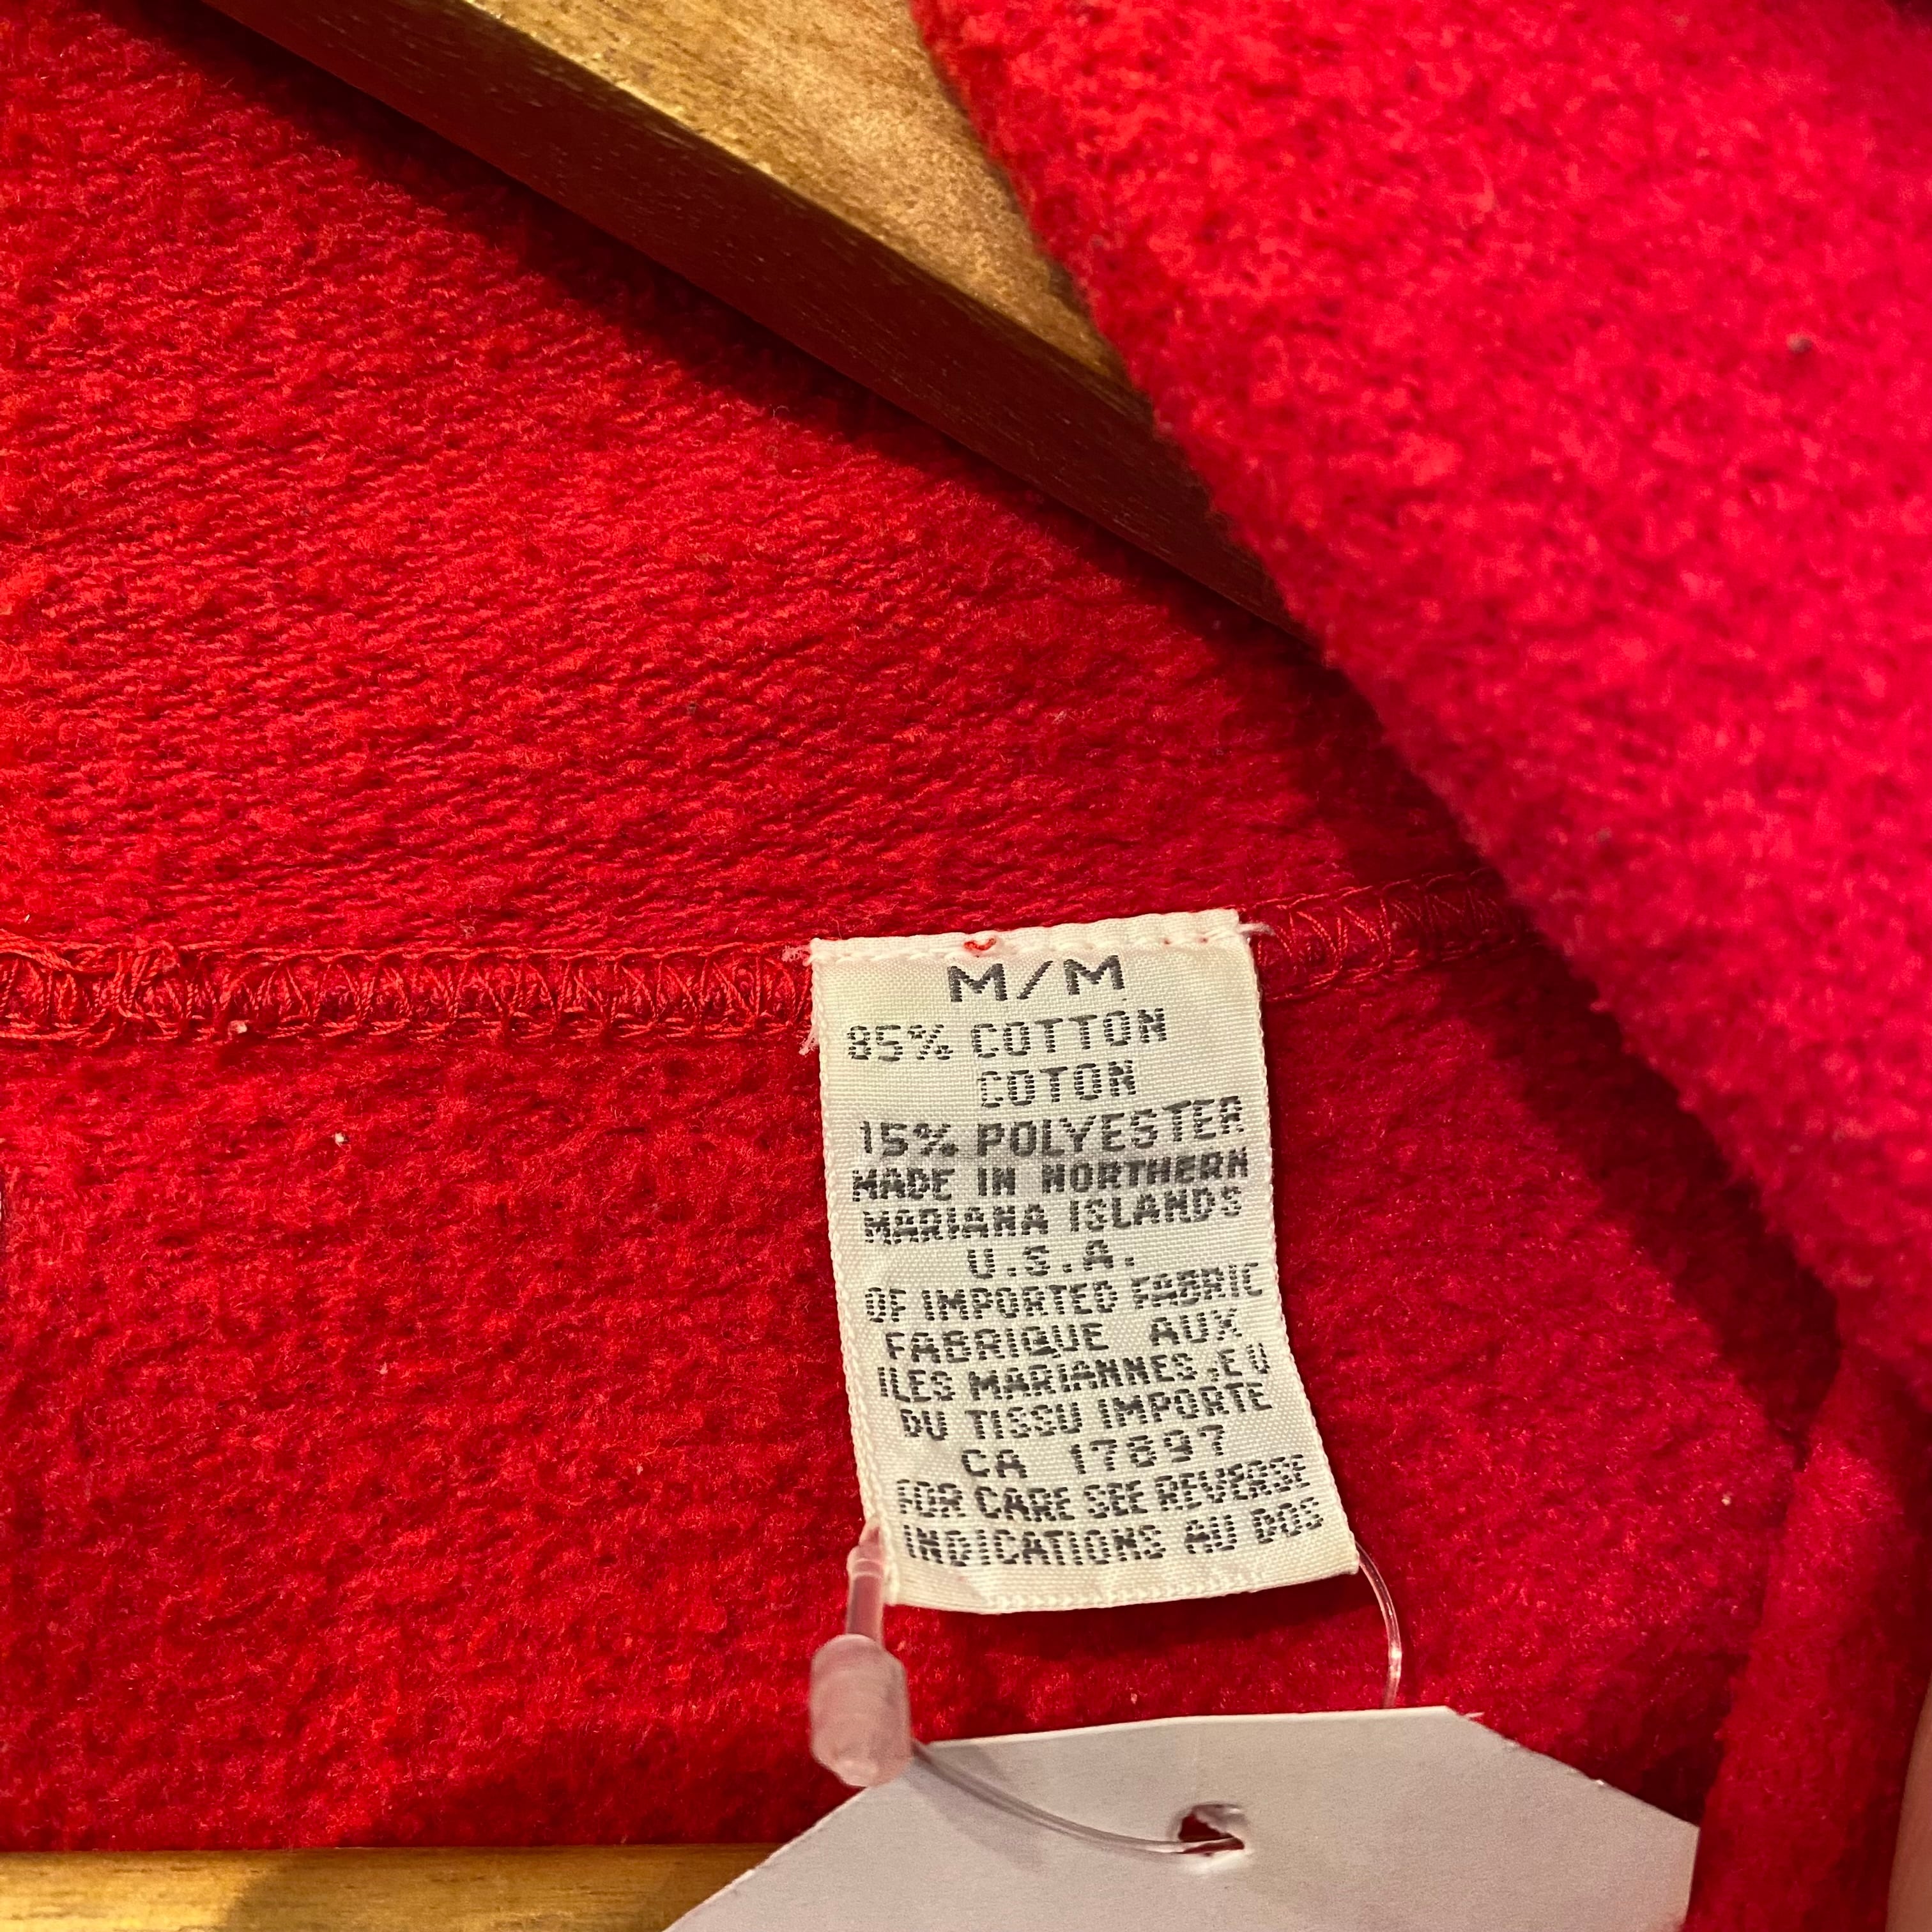 M/M
85% COTTON
COTON
15% POLYESTER
MADE IN NORTHERN
MARIANA ISLANDS
U.S.A.
OF IMPORTED FABRIC
FABRIQUE AUX
ILES MARIANNES.EU
DU TISSU IMPORTE
CA 17897
FOR CARE SEE REVERSE
INDICATIONS AU DOS